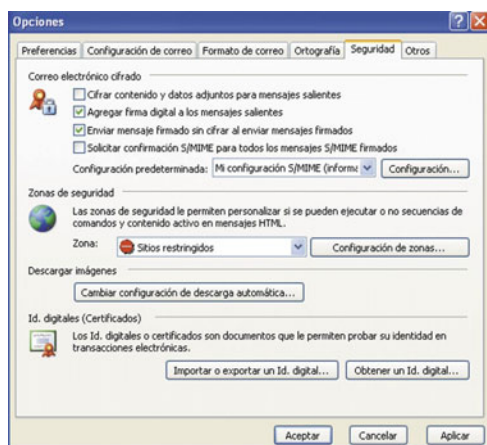 Opciones
Preferencias Configuración de correo Formato de correo Ortografía Seguridad Otros
Correo electrónico cifrado
Cifrar contenido y datos adjuntos para mensajes salientes
Agregar firma digital a los mensajes salientes
Enviar mensaje firmado sin cifrar al enviar mensajes firmados
Solicitar confirmación S/MIME para todos los mensajes S/MIME firmados
Configuración predeterminada: Mi configuración S/MIME (informa Configuración...
Zonas de seguridad
Las zonas de seguridad le permiten personalizar si se pueden ejecutar o no secuencias de
comandos y contenido activo en mensajes HTML.
Zona: Sitios restringidos Configuración de zonas...
Descargar imágenes
Cambiar configuración de descarga automática...
Id. digitales (Certificados)
Los Id. digitales o certificados son documentos que le permiten probar su identidad en
transacciones electrónicas.
Importar o exportar un Id. digital... Obtener un Id. digital...
Aceptar Cancelar Aplicar